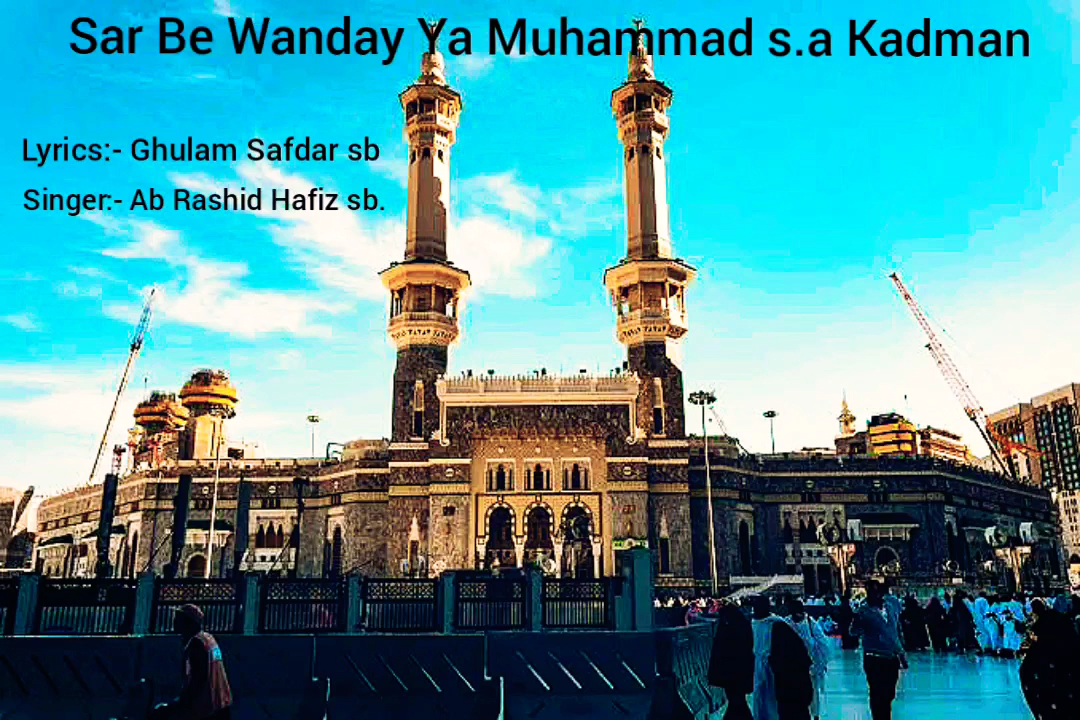 Sar Be Wanday Ya Muhammad s.a Kadman
Lyrics:- Ghulam Safdar sb
Singer:- Ab Rashid Hafiz sb.